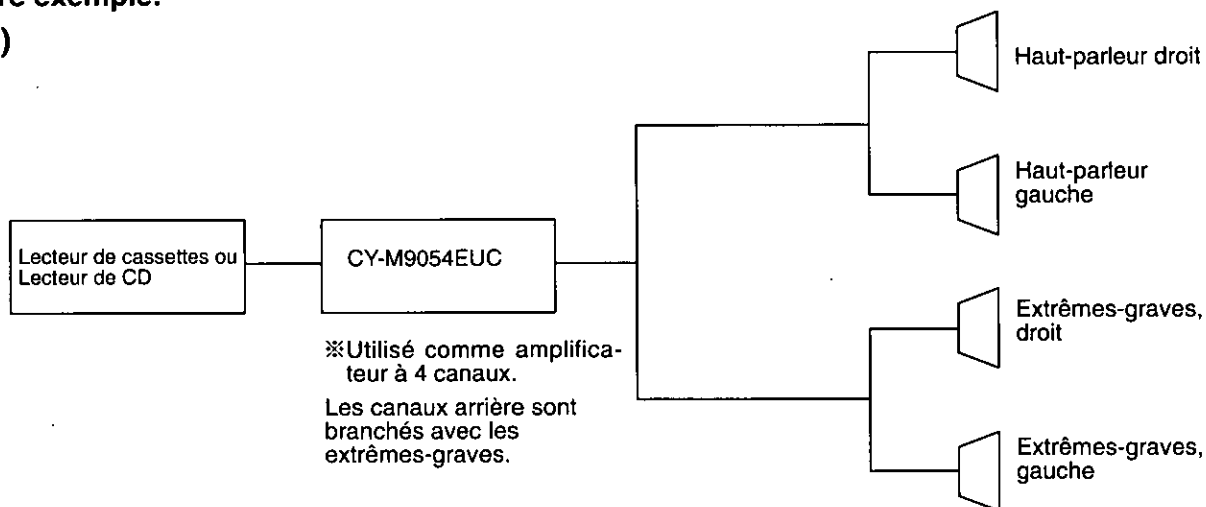 re exemple.
)
Haut-parleur droit
Haut-parleur
gauche
Lecteur de cassettes ou
Lecteur de CD
CY-M9054EUC
Extrêmes-graves,
droit
※Utilisé comme amplifica-
teur à 4 canaux.
Les canaux arrière sont
branchés avec les
extrêmes-graves.
Extrêmes-graves,
gauche